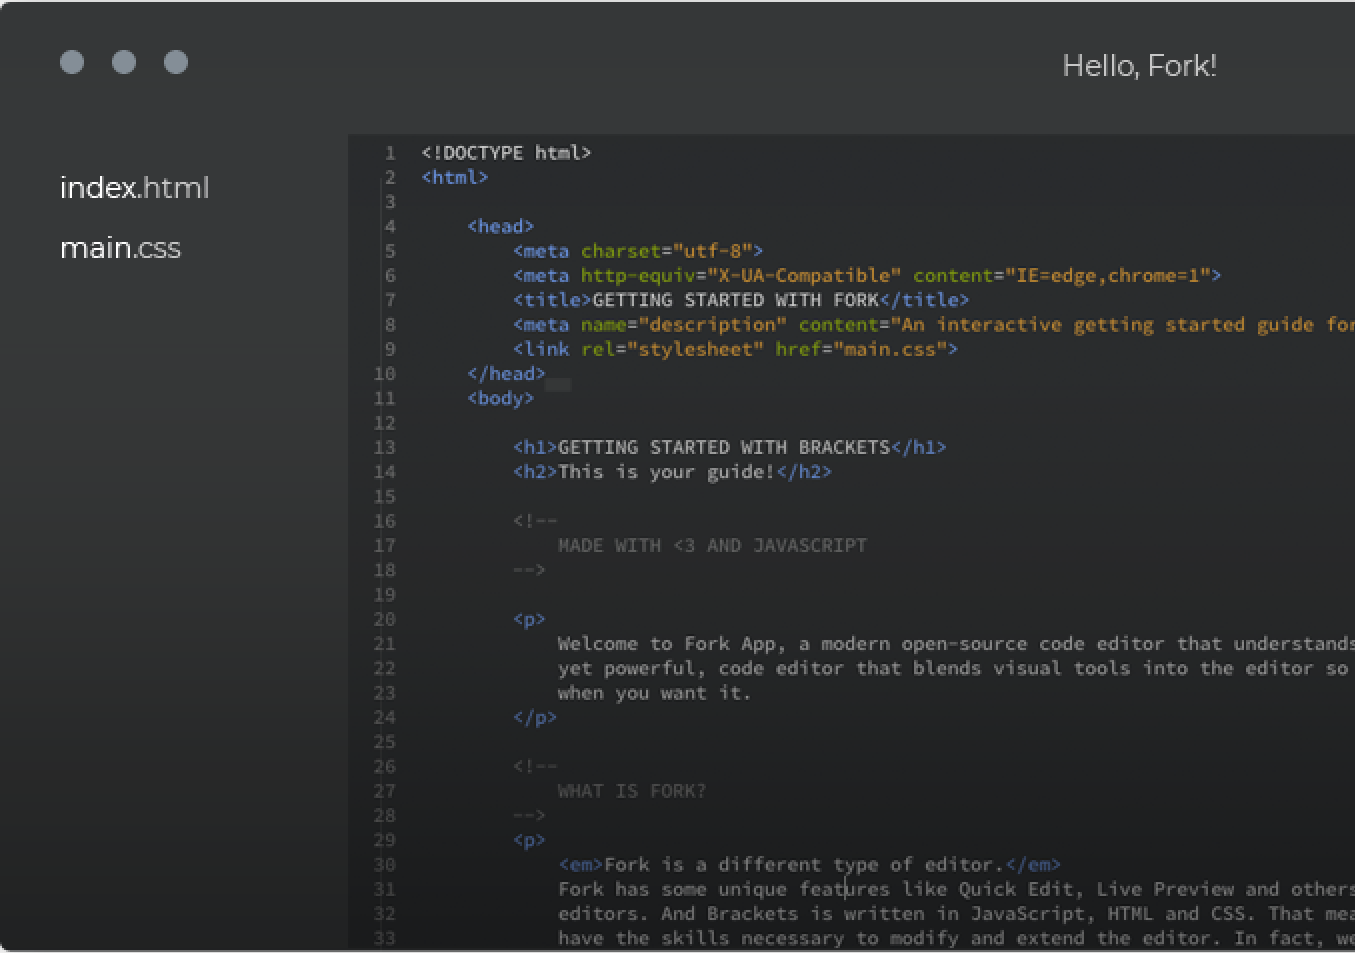 Hello, Fork!
index.html
main.css
1 <!DOCTYPE html>
2 <html>
3
4 <head>
5 <meta charset="utf-8">
6 <meta http-equiv="X-UA-Compatible" content="IE=edge,chrome=1">
7 <title>GETTING STARTED WITH FORK</title>
8 <meta name="description" content="An interactive getting started guide for
9 <link rel="stylesheet" href="main.css">
10 </head>
11 <body>
12
13 <h1>GETTING STARTED WITH BRACKETS</h1>
14 <h2>This is your guide!</h2>
15
16 <!--
17 MADE WITH <3 AND JAVASCRIPT
18 -->
19
20 <p>
21 Welcome to Fork App, a modern open-source code editor that understands
22 yet powerful, code editor that blends visual tools into the editor so
23 when you want it.
24 </p>
25
26 <!--
27 WHAT IS FORK?
28 -->
29 <p>
30 <em>Fork is a different type of editor.</em>
31 Fork has some unique features like Quick Edit, Live Preview and others
32 editors. And Brackets is written in JavaScript, HTML and CSS. That mea
33 have the skills necessary to modify and extend the editor. In fact, we